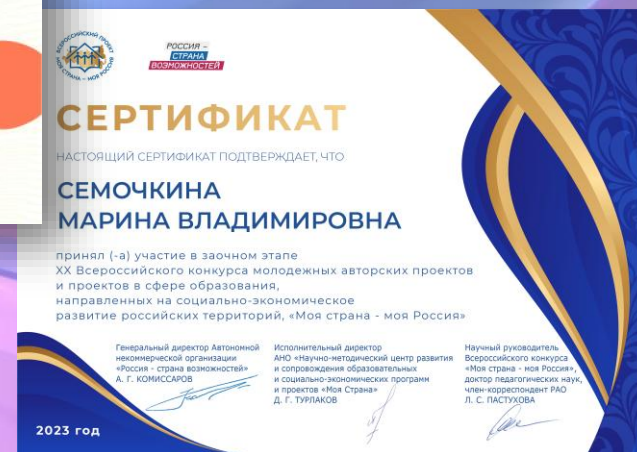 ВСЕРОССИЙСКИЙ ПРОЕКТ
МОЯ СТРАНА – МОЯ РОССИЯ
РОССИЯ –
СТРАНА
ВОЗМОЖНОСТЕЙ
СЕРТИФИКАТ
НАСТОЯЩИЙ СЕРТИФИКАТ ПОДТВЕРЖДАЕТ, ЧТО
СЕМОЧКИНА
МАРИНА ВЛАДИМИРОВНА
принял (-а) участие в заочном этапе
XX Всероссийского конкурса молодежных авторских проектов
и проектов в сфере образования,
направленных на социально-экономическое
развитие российских территорий, «Моя страна - моя Россия»
Генеральный директор Автономной
некоммерческой организации
«Россия - страна возможностей»
А. Г. КОМИССАРОВ
Исполнительный директор
АНО «Научно-методический центр развития
и сопровождения образовательных
и социально-экономических программ
и проектов «Моя Страна»
Д. Г. ТУРЛАКОВ
Научный руководитель
Всероссийского конкурса
«Моя страна - моя Россия»,
доктор педагогических наук,
член-корреспондент РАО
Л. С. ПАСТУХОВА
2023 год